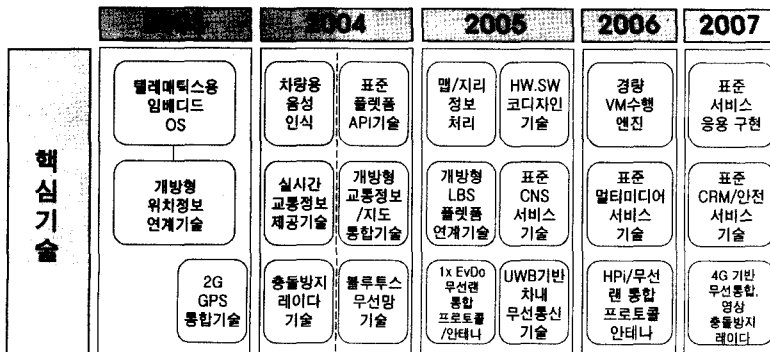 2004
2005
2006
2007
핵심기술
텔레매틱스용
임베디드
OS
차량용
음성
인식
표준
플랫폼
API기술
맵/지리
정보
처리
HW.SW
코디자인
기술
경량
VM수행
엔진
표준
서비스
응용 구현
개방형
위치정보
연계기술
실시간
교통정보
제공기술
개방형
교통정보
/지도
통합기술
개방형
LBS
플랫폼
연계기술
표준
CNS
서비스
기술
표준
멀티미디어
서비스
기술
표준
CRM/안전
서비스
기술
2G
GPS
통합기술
충돌방지
레이다
기술
블루투스
무선망
기술
1x EvDo
무선랜
통합
프로토콜
/안테나
UWB기반
차내
무선통신
기술
HPi/무선
랜 통합
프로토콜
안테나
4G 기반
무선통합,
영상
충돌방지
레이다